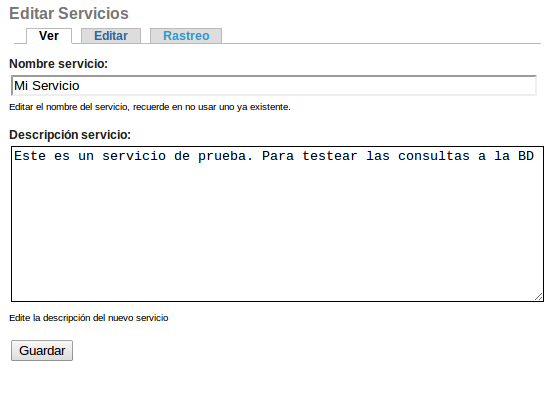 Editar Servicios
Ver Editar Rastreo
Nombre servicio:
Mi Servicio
Editar el nombre del servicio, recuerde en no usar uno ya existente.
Descripción servicio:
Este es un servicio de prueba. Para testear las consultas a la BD
Edite la descripción del nuevo servicio
Guardar